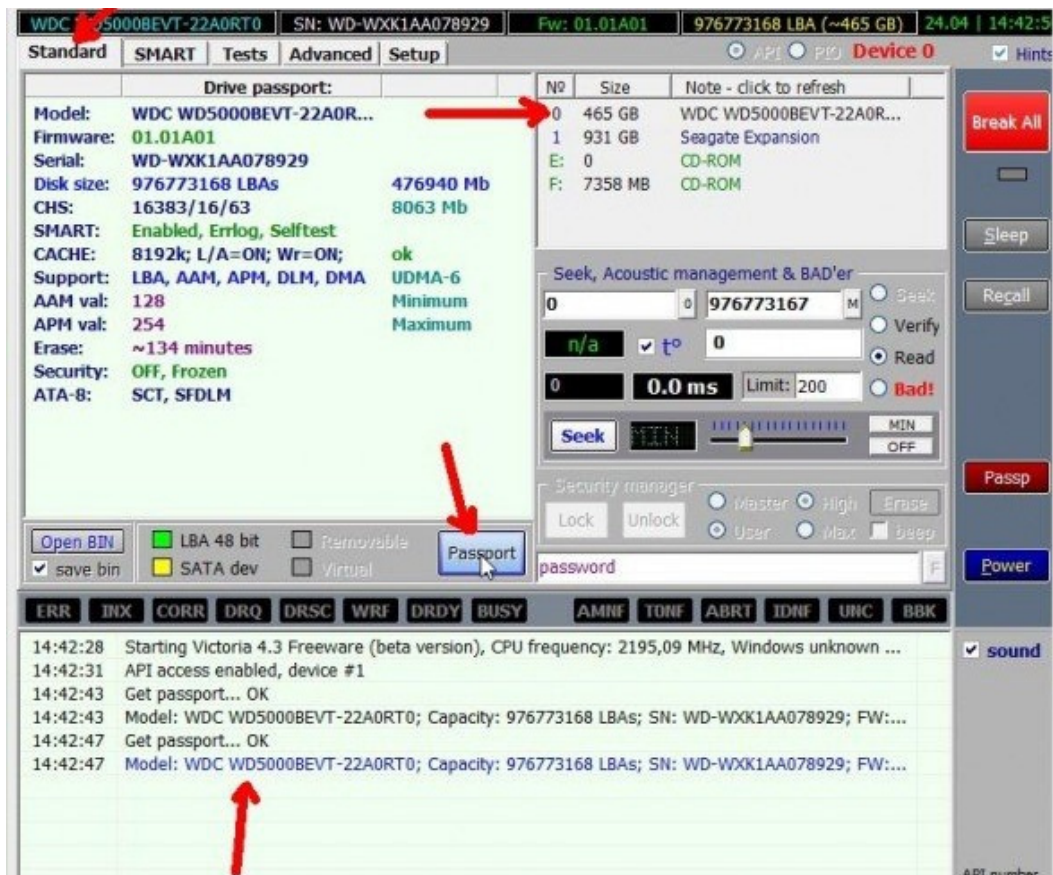 WDC WD5000BEVT-22A0RT0 SN: WD-WXK1AA078929 Fw: 01.01A01 976773168 LBA (~465 GB) 24.04 | 14:42:5
Standard SMART Tests Advanced Setup API PIO Device 0 Hints
Drive passport:
Model: WDC WD5000BEVT-22A0R...
Firmware: 01.01A01
Serial: WD-WXK1AA078929
Disk size: 976773168 LBAs 476940 Mb
CHS: 16383/16/63 8063 Mb
SMART: Enabled, Errlog, Selftest
CACHE: 8192k; L/A=ON; Wr=ON; ok
Support: LBA, AAM, APM, DLM, DMA UDMA-6
AAM val: 128 Minimum
APM val: 254 Maximum
Erase: ~134 minutes
Security: OFF, Frozen
ATA-8: SCT, SFDLM
Open BIN LBA 48 bit Removable
save bin SATA dev Virtual
Passport
№ Size Note - click to refresh
0 465 GB WDC WD5000BEVT-22A0R...
1 931 GB Seagate Expansion
E: 0 CD-ROM
F: 7358 MB CD-ROM
Seek, Acoustic management & BAD'er
0 0 976773167 M Seek
Verify
n/a t° 0 Read
0 0.0 ms Limit: 200 Bad!
Seek MIN MIN
OFF
Security manager
Lock Unlock Master High Erase
User Max beep
password F
Break All
Sleep
Recall
Passp
Power
ERR INX CORR DRQ DRSC WRF DRDY BUSY AMNF T0NF ABRT IDNF UNC BBK
14:42:28 Starting Victoria 4.3 Freeware (beta version), CPU frequency: 2195,09 MHz, Windows unknown ...
14:42:31 API access enabled, device #1
14:42:43 Get passport... OK
14:42:43 Model: WDC WD5000BEVT-22A0RT0; Capacity: 976773168 LBAs; SN: WD-WXK1AA078929; FW:...
14:42:47 Get passport... OK
14:42:47 Model: WDC WD5000BEVT-22A0RT0; Capacity: 976773168 LBAs; SN: WD-WXK1AA078929; FW:...
sound
API number